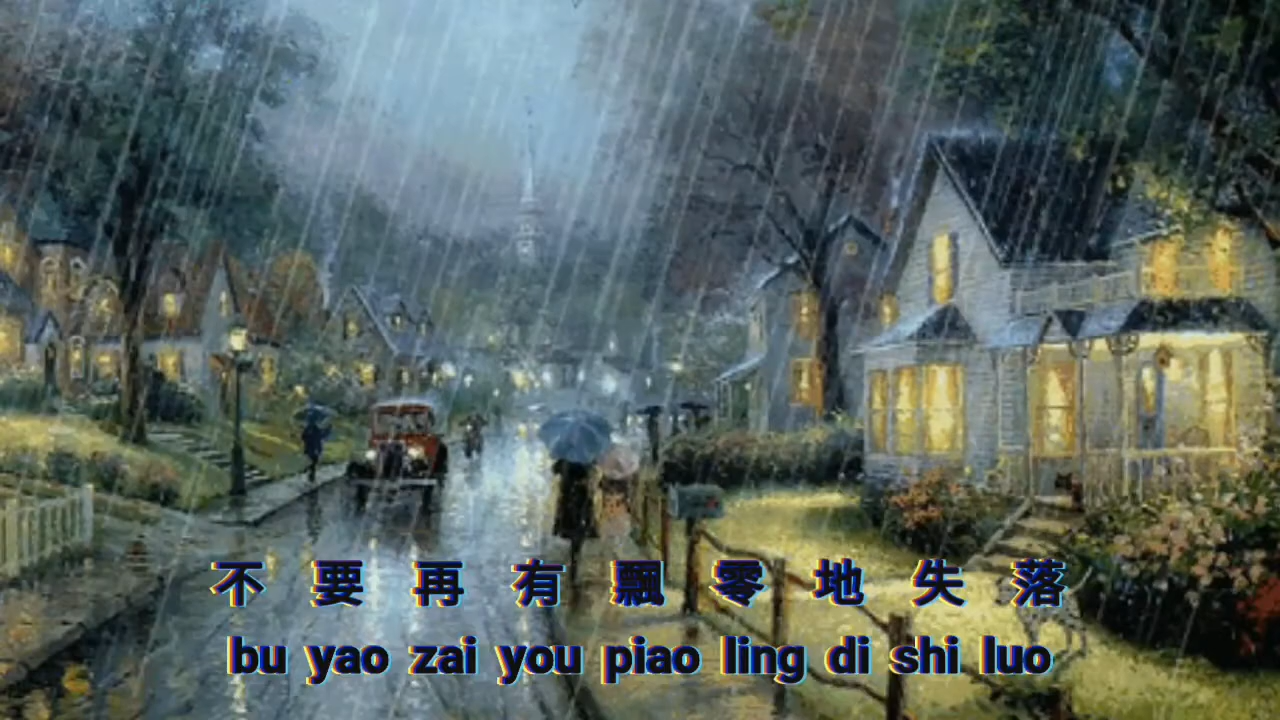 不 要 再 有 飄 零 地 失 落
bu yao zai you piao ling di shi luo